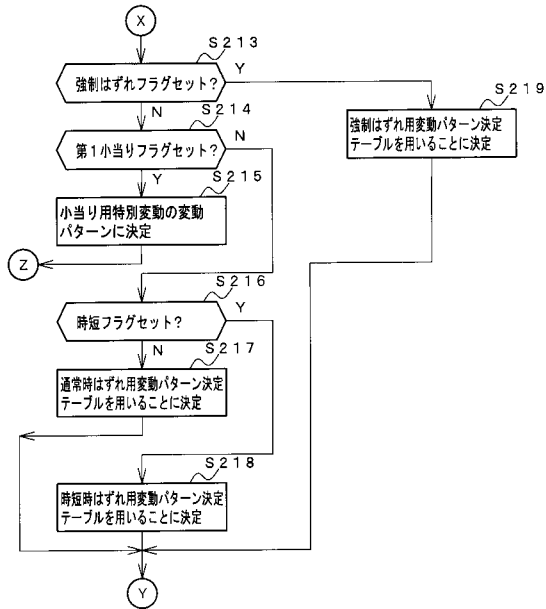 X
S213
強制はずれフラグセット?
Y
N
S219
強制はずれ用変動パターン決定
テーブルを用いることに決定
S214
第1小当りフラグセット?
N
Y
S215
小当り用特別変動の変動
パターンに決定
Z
S216
時短フラグセット?
Y
N
S217
通常時はずれ用変動パターン決定
テーブルを用いることに決定
S218
時短時はずれ用変動パターン決定
テーブルを用いることに決定
Y